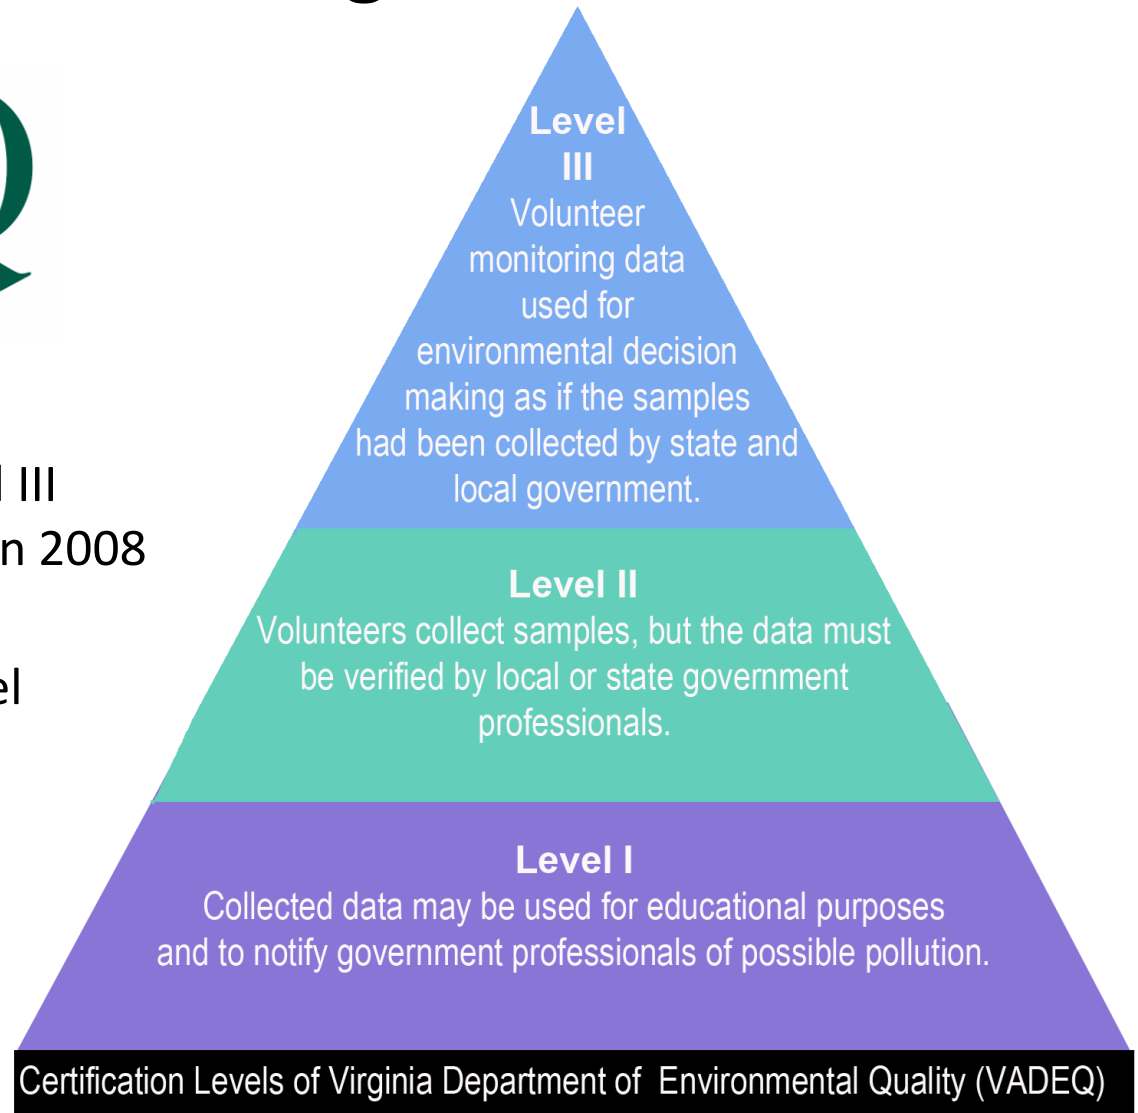 Level
III
Volunteer
monitoring data
used for
environmental decision
making as if the samples
had been collected by state and
local government.
III
n 2008
el
Level II
Volunteers collect samples, but the data must
be verified by local or state government
professionals.
Level I
Collected data may be used for educational purposes
and to notify government professionals of possible pollution.
Certification Levels of Virginia Department of Environmental Quality (VADEQ)